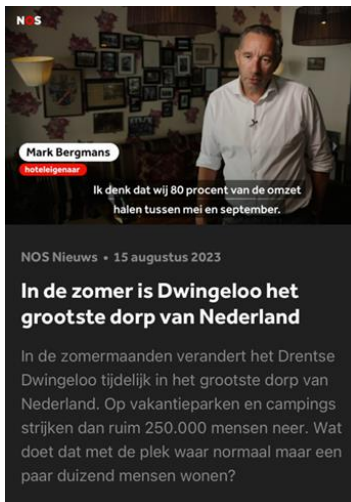 NOS
Mark Bergmans
hoteleigenaar
Ik denk dat wij 80 procent van de omzet
halen tussen mei en september.
NOS Nieuws • 15 augustus 2023
In de zomer is Dwingeloo het
grootste dorp van Nederland
In de zomermaanden verandert het Drentse
Dwingeloo tijdelijk in het grootste dorp van
Nederland. Op vakantieparken en campings
strijken dan ruim 250.000 mensen neer. Wat
doet dat met de plek waar normaal maar een
paar duizend mensen wonen?